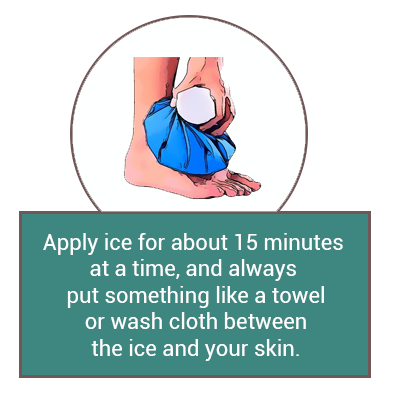 Apply ice for about 15 minutes
at a time, and always
put something like a towel
or wash cloth between
the ice and your skin.